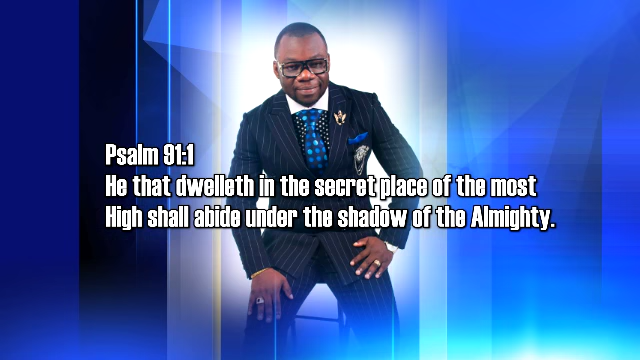 Psalm 91:1
He that dwelleth in the secret place of the most
High shall abide under the shadow of the Almighty.